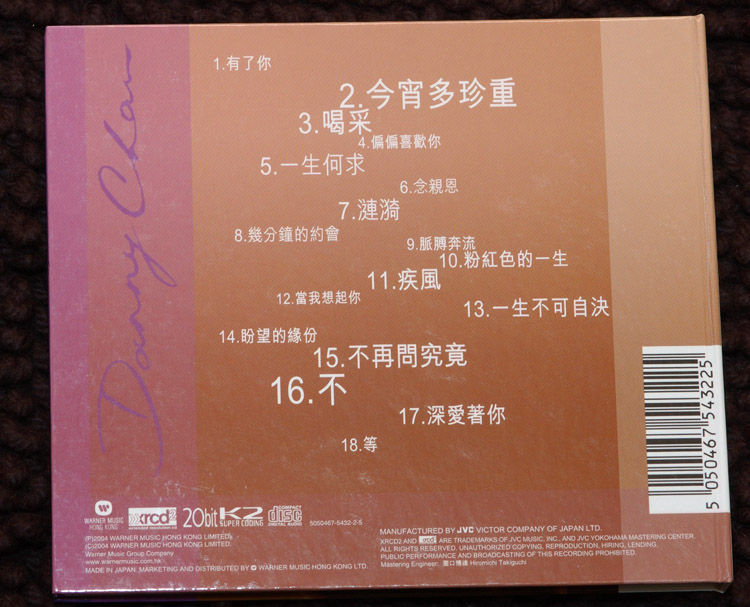 Danny Chan
1.有了你
2.今宵多珍重
3.喝采
4.偏偏喜歡你
5.一生何求
6.念親恩
7.漣漪
8.幾分鐘的約會
9.脈膊奔流
10.粉紅色的一生
11.疾風
12.當我想起你
13.一生不可自決
14.盼望的緣份
15.不再問究竟
16.不
17.深愛著你
18.等
5 050467 543225
WARNER MUSIC
HONG KONG
xrcd2
extended resolution cd
20bit K2
SUPER CODING
COMPACT
disc
DIGITAL AUDIO
5050467-5432-2-5
(P)2004 WARNER MUSIC HONG KONG LIMITED.
(C)2004 WARNER MUSIC HONG KONG LIMITED.
Warner Music Group Company
www.warnermusic.com.hk
MADE IN JAPAN. MARKETING AND DISTRIBUTED BY WARNER MUSIC HONG KONG LTD.
MANUFACTURED BY JVC VICTOR COMPANY OF JAPAN LTD.
XRCD2 AND xrcd2 ARE TRADEMARKS OF JVC MUSIC, INC., AND JVC YOKOHAMA MASTERING CENTER
ALL RIGHTS RESERVED. UNAUTHORIZED COPYING, REPRODUCTION, HIRING, LENDING,
PUBLIC PERFORMANCE AND BROADCASTING OF THIS RECORDING PROHIBITED.
Mastering Engineer: 瀧口博達 Hiromichi Takiguchi